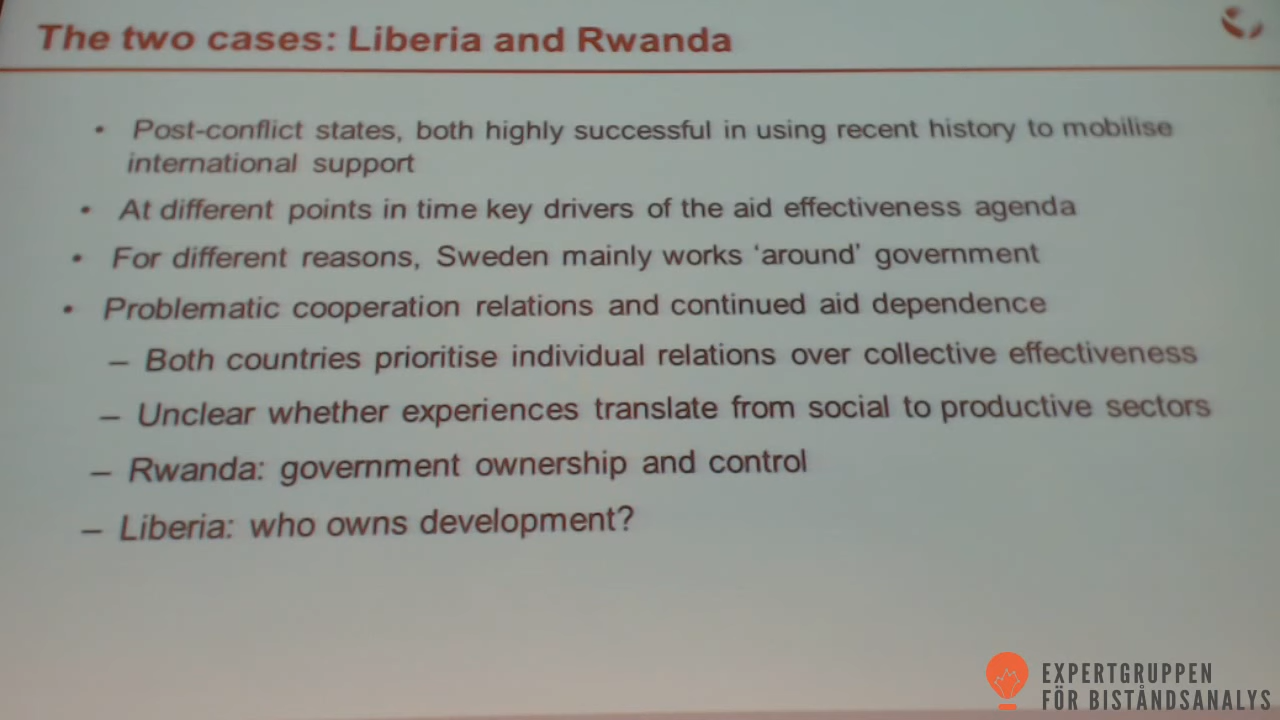 The two cases: Liberia and Rwanda
• Post-conflict states, both highly successful in using recent history to mobilise
international support
• At different points in time key drivers of the aid effectiveness agenda
• For different reasons, Sweden mainly works ‘around’ government
• Problematic cooperation relations and continued aid dependence
– Both countries prioritise individual relations over collective effectiveness
– Unclear whether experiences translate from social to productive sectors
– Rwanda: government ownership and control
– Liberia: who owns development?
EXPERTGRUPPEN
FÖR BISTÅNDSANALYS